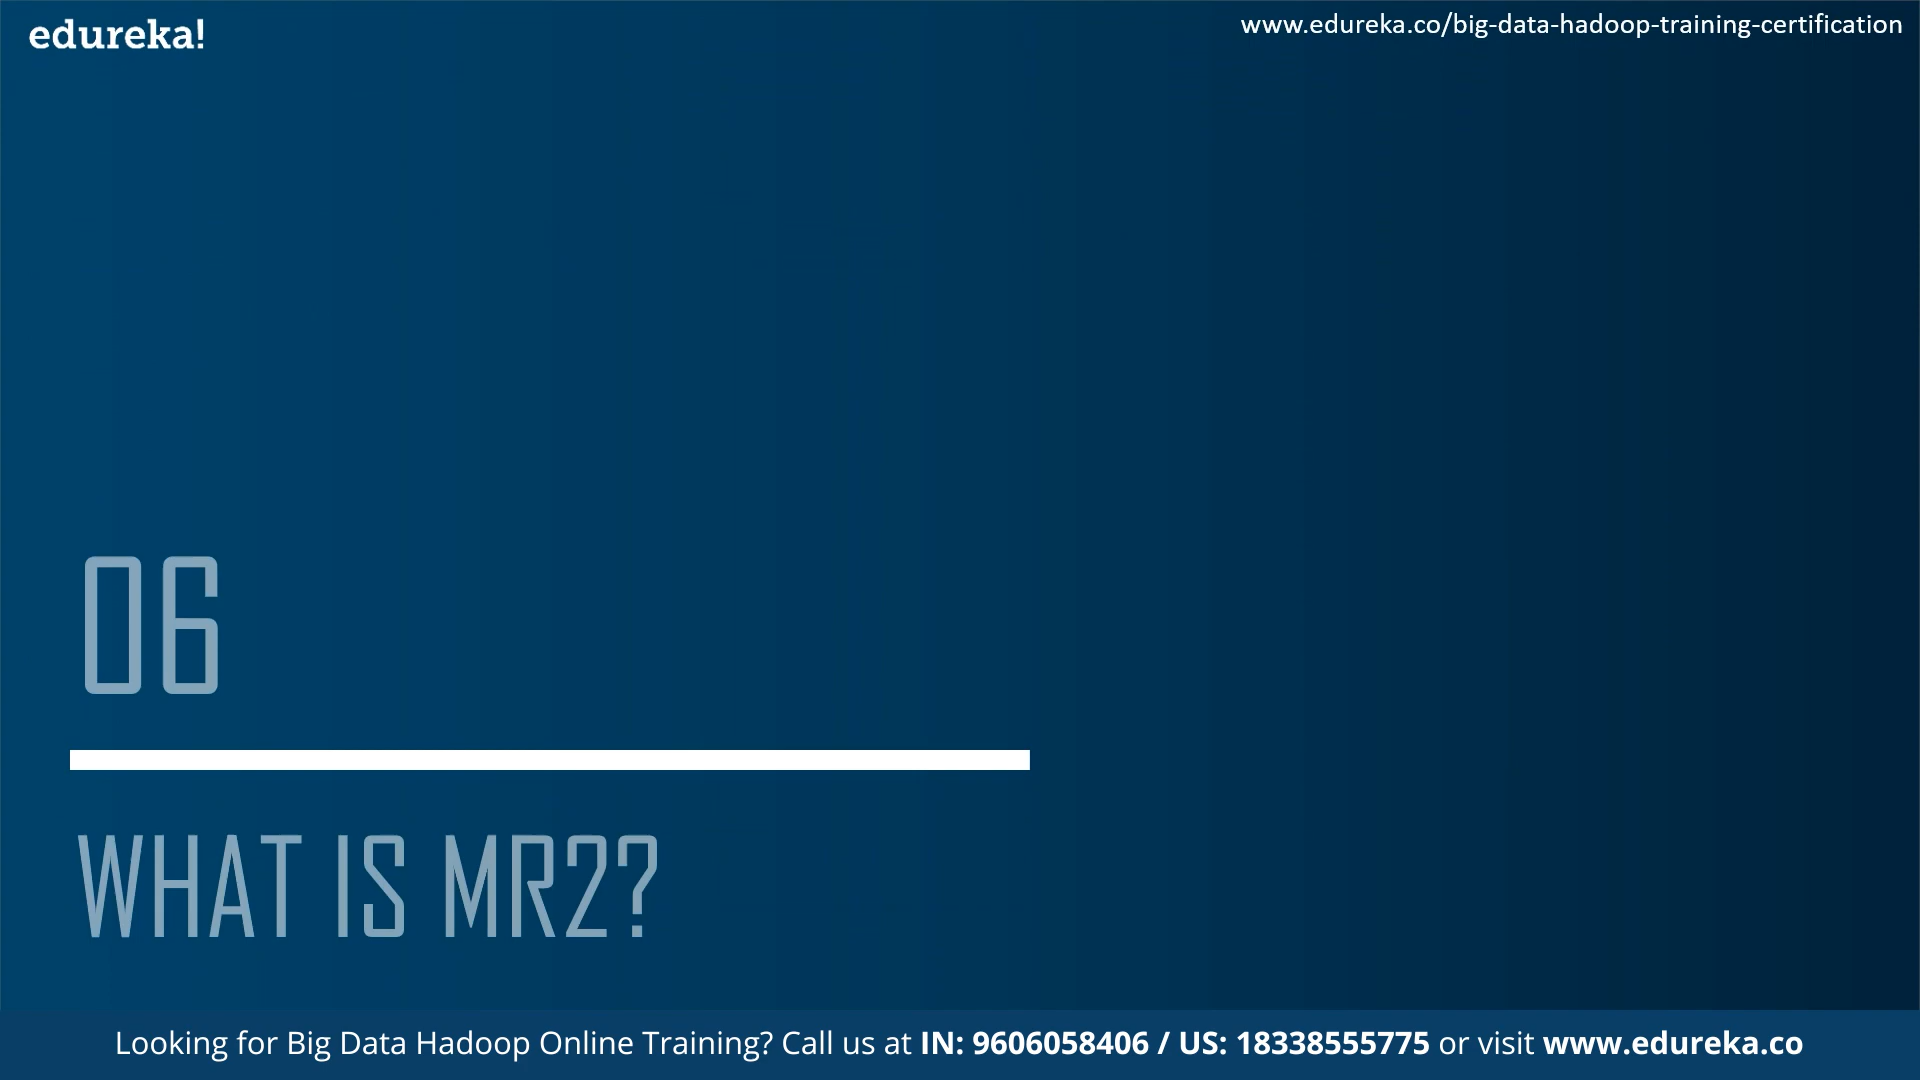 edureka!
www.edureka.co/big-data-hadoop-training-certification
06
WHAT IS MR2?
Looking for Big Data Hadoop Online Training? Call us at IN: 9606058406 / US: 18338555775 or visit www.edureka.co